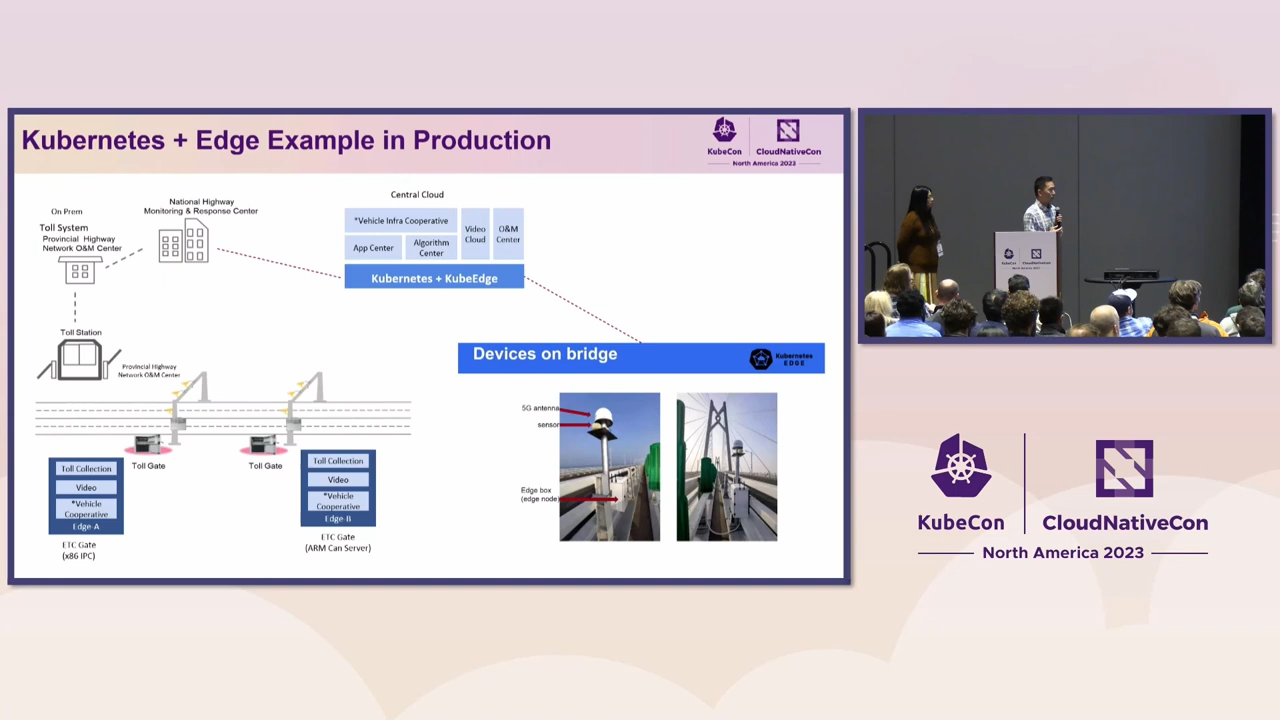 Kubernetes + Edge Example in Production
KubeCon
CloudNativeCon
North America 2023
On Prem
Toll System
Provincial Highway
Network O&M Center
National Highway
Monitoring & Response Center
Central Cloud
*Vehicle Infra Cooperative
App Center
Algorithm
Center
Video
Cloud
O&M
Center
Kubernetes + KubeEdge
Toll Station
Provincial Highway
Network O&M Center
Toll Gate
Toll Gate
Toll Collection
Video
*Vehicle
Cooperative
Edge-A
ETC Gate
(x86 IPC)
Toll Collection
Video
*Vehicle
Cooperative
Edge-B
ETC Gate
(ARM Can Server)
Devices on bridge
Kubernetes
EDGE
5G antenna
sensor
Edge box
(edge node)
KubeCon
CloudNativeCon
North America 2023